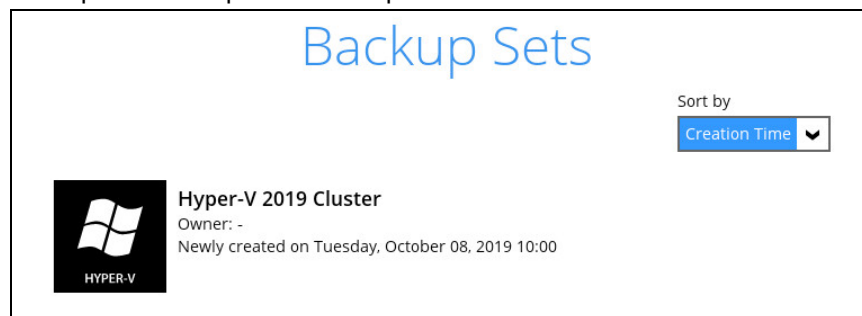 Backup Sets
Sort by
Creation Time
Hyper-V 2019 Cluster
Owner: -
Newly created on Tuesday, October 08, 2019 10:00
HYPER-V